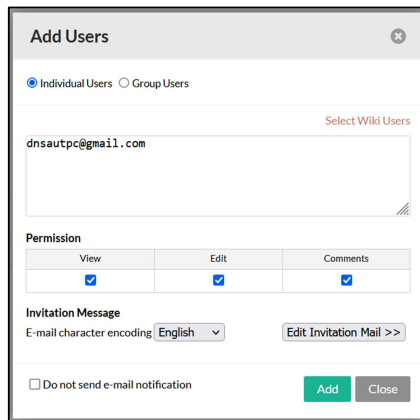 Add Users
Individual Users Group Users
Select Wiki Users
dnsautpc@gmail.com
Permission
View Edit Comments
Invitation Message
E-mail character encoding English Edit Invitation Mail >>
Do not send e-mail notification Add Close